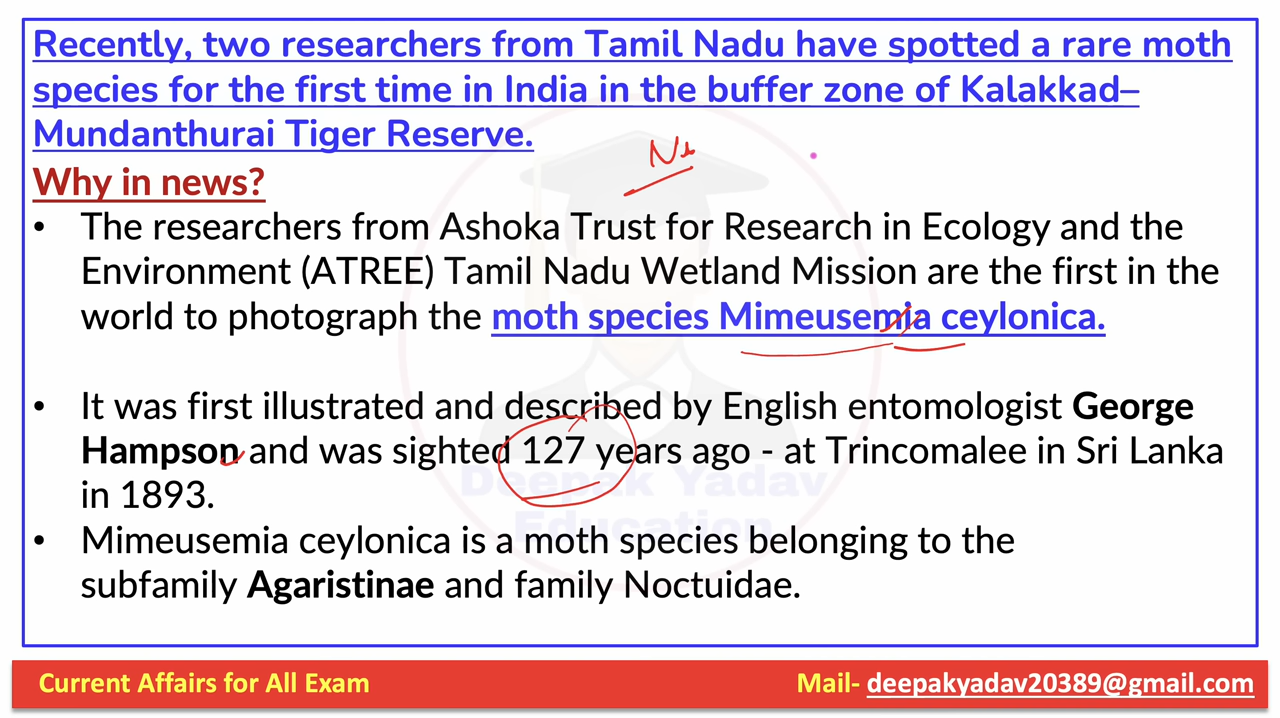 Recently, two researchers from Tamil Nadu have spotted a rare moth
species for the first time in India in the buffer zone of Kalakkad–
Mundanthurai Tiger Reserve.
Why in news?
• The researchers from Ashoka Trust for Research in Ecology and the
Environment (ATREE) Tamil Nadu Wetland Mission are the first in the
world to photograph the moth species Mimeusemia ceylonica.
• It was first illustrated and described by English entomologist George
Hampson and was sighted 127 years ago - at Trincomalee in Sri Lanka
in 1893.
• Mimeusemia ceylonica is a moth species belonging to the
subfamily Agaristinae and family Noctuidae.
Deepak Yadav
Education
Current Affairs for All Exam
Mail- deepakyadav20389@gmail.com